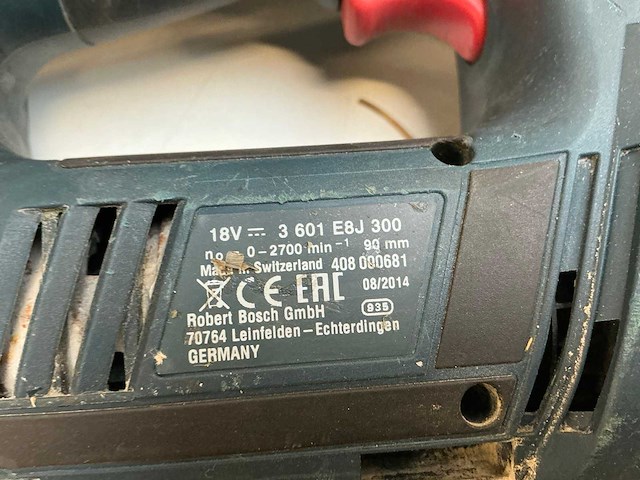 18V ⎓ 3 601 E8J 300
no 0-2700 min⁻¹ 90 mm
Made in Switzerland 408 000681
CE EAC 08/2014
Robert Bosch GmbH 935
70764 Leinfelden-Echterdingen
GERMANY